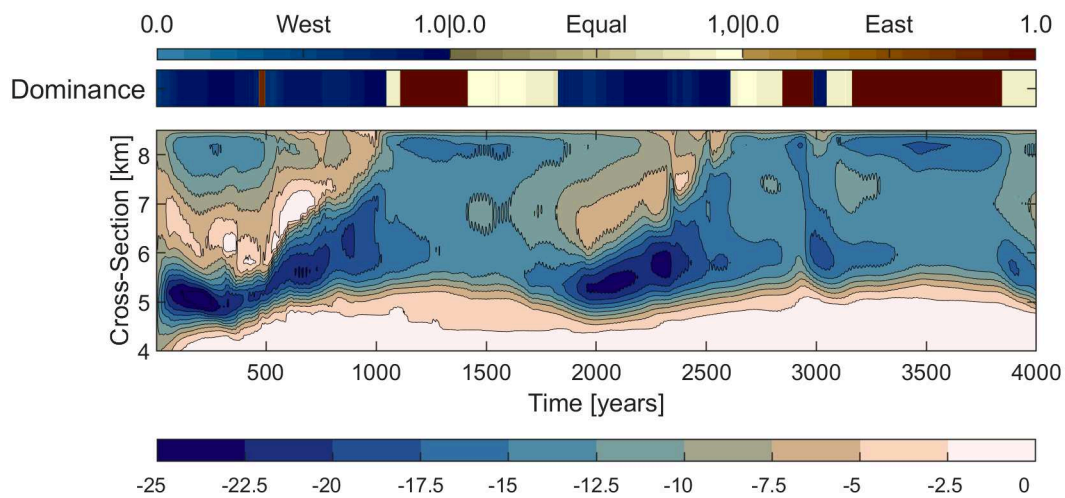 0.0 West 1.0|0.0 Equal 1,0|0.0 East 1.0
Dominance
Cross-Section [km]
8
7
6
5
4
500 1000 1500 2000 2500 3000 3500 4000
Time [years]
-25 -22.5 -20 -17.5 -15 -12.5 -10 -7.5 -5 -2.5 0